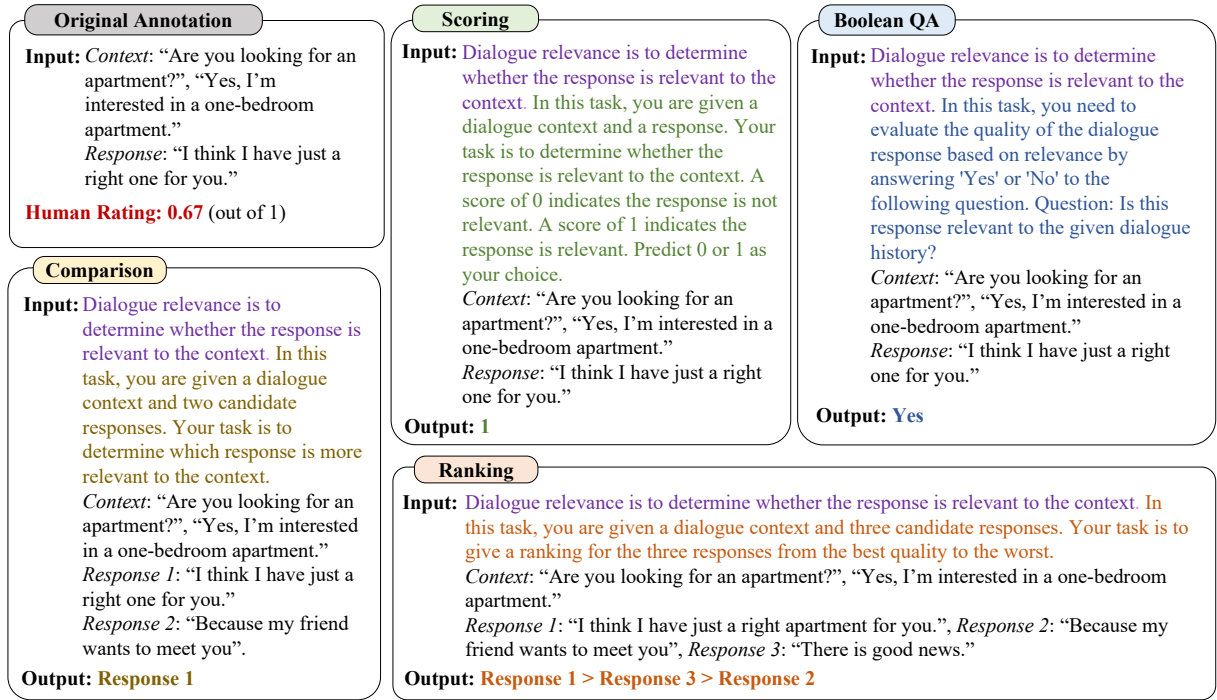 Original Annotation
Input: Context: “Are you looking for an
apartment?”, “Yes, I’m
interested in a one-bedroom
apartment.”
Response: “I think I have just a
right one for you.”
Human Rating: 0.67 (out of 1)
Scoring
Input: Dialogue relevance is to determine
whether the response is relevant to the
context. In this task, you are given a
dialogue context and a response. Your
task is to determine whether the
response is relevant to the context. A
score of 0 indicates the response is not
relevant. A score of 1 indicates the
response is relevant. Predict 0 or 1 as
your choice.
Context: “Are you looking for an
apartment?”, “Yes, I’m interested in a
one-bedroom apartment.”
Response: “I think I have just a right
one for you.”
Output: 1
Boolean QA
Input: Dialogue relevance is to determine
whether the response is relevant to the
context. In this task, you need to
evaluate the quality of the dialogue
response based on relevance by
answering 'Yes' or 'No' to the
following question. Question: Is this
response relevant to the given dialogue
history?
Context: “Are you looking for an
apartment?”, “Yes, I’m interested in a
one-bedroom apartment.”
Response: “I think I have just a right
one for you.”
Output: Yes
Comparison
Input: Dialogue relevance is to
determine whether the response is
relevant to the context. In this
task, you are given a dialogue
context and two candidate
responses. Your task is to
determine which response is more
relevant to the context.
Context: “Are you looking for an
apartment?”, “Yes, I’m interested
in a one-bedroom apartment.”
Response 1: “I think I have just a
right one for you.”
Response 2: “Because my friend
wants to meet you”.
Output: Response 1
Ranking
Input: Dialogue relevance is to determine whether the response is relevant to the context. In
this task, you are given a dialogue context and three candidate responses. Your task is to
give a ranking for the three responses from the best quality to the worst.
Context: “Are you looking for an apartment?”, “Yes, I’m interested in a one-bedroom
apartment.”
Response 1: “I think I have just a right apartment for you.”, Response 2: “Because my
friend wants to meet you”, Response 3: “There is good news.”
Output: Response 1 > Response 3 > Response 2